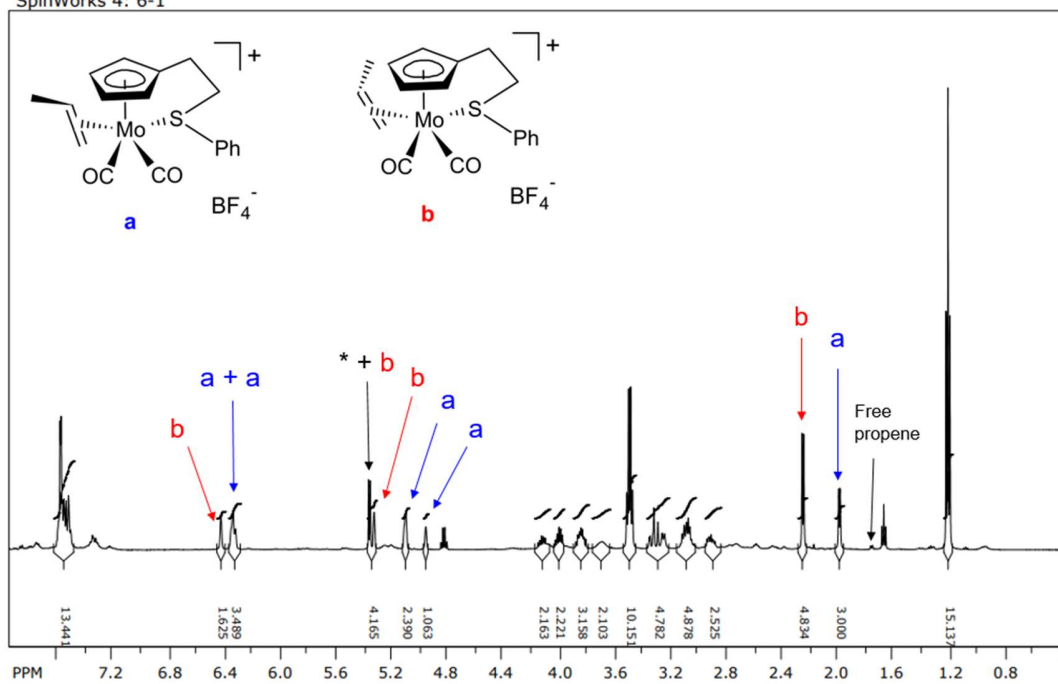 SpinWorks 4: 6-1
+
+
Mo
S
Ph
OC
CO
BF4-
a
Mo
S
Ph
OC
CO
BF4-
b
b
a + a
* + b
b
a
a
b
a
Free
propene
13.441
1.625
3.489
4.165
2.390
1.063
2.163
2.221
3.158
2.103
10.151
4.782
4.878
2.525
4.834
3.000
15.137
PPM 7.2 6.8 6.4 6.0 5.6 5.2 4.8 4.4 4.0 3.6 3.2 2.8 2.4 2.0 1.6 1.2 0.8